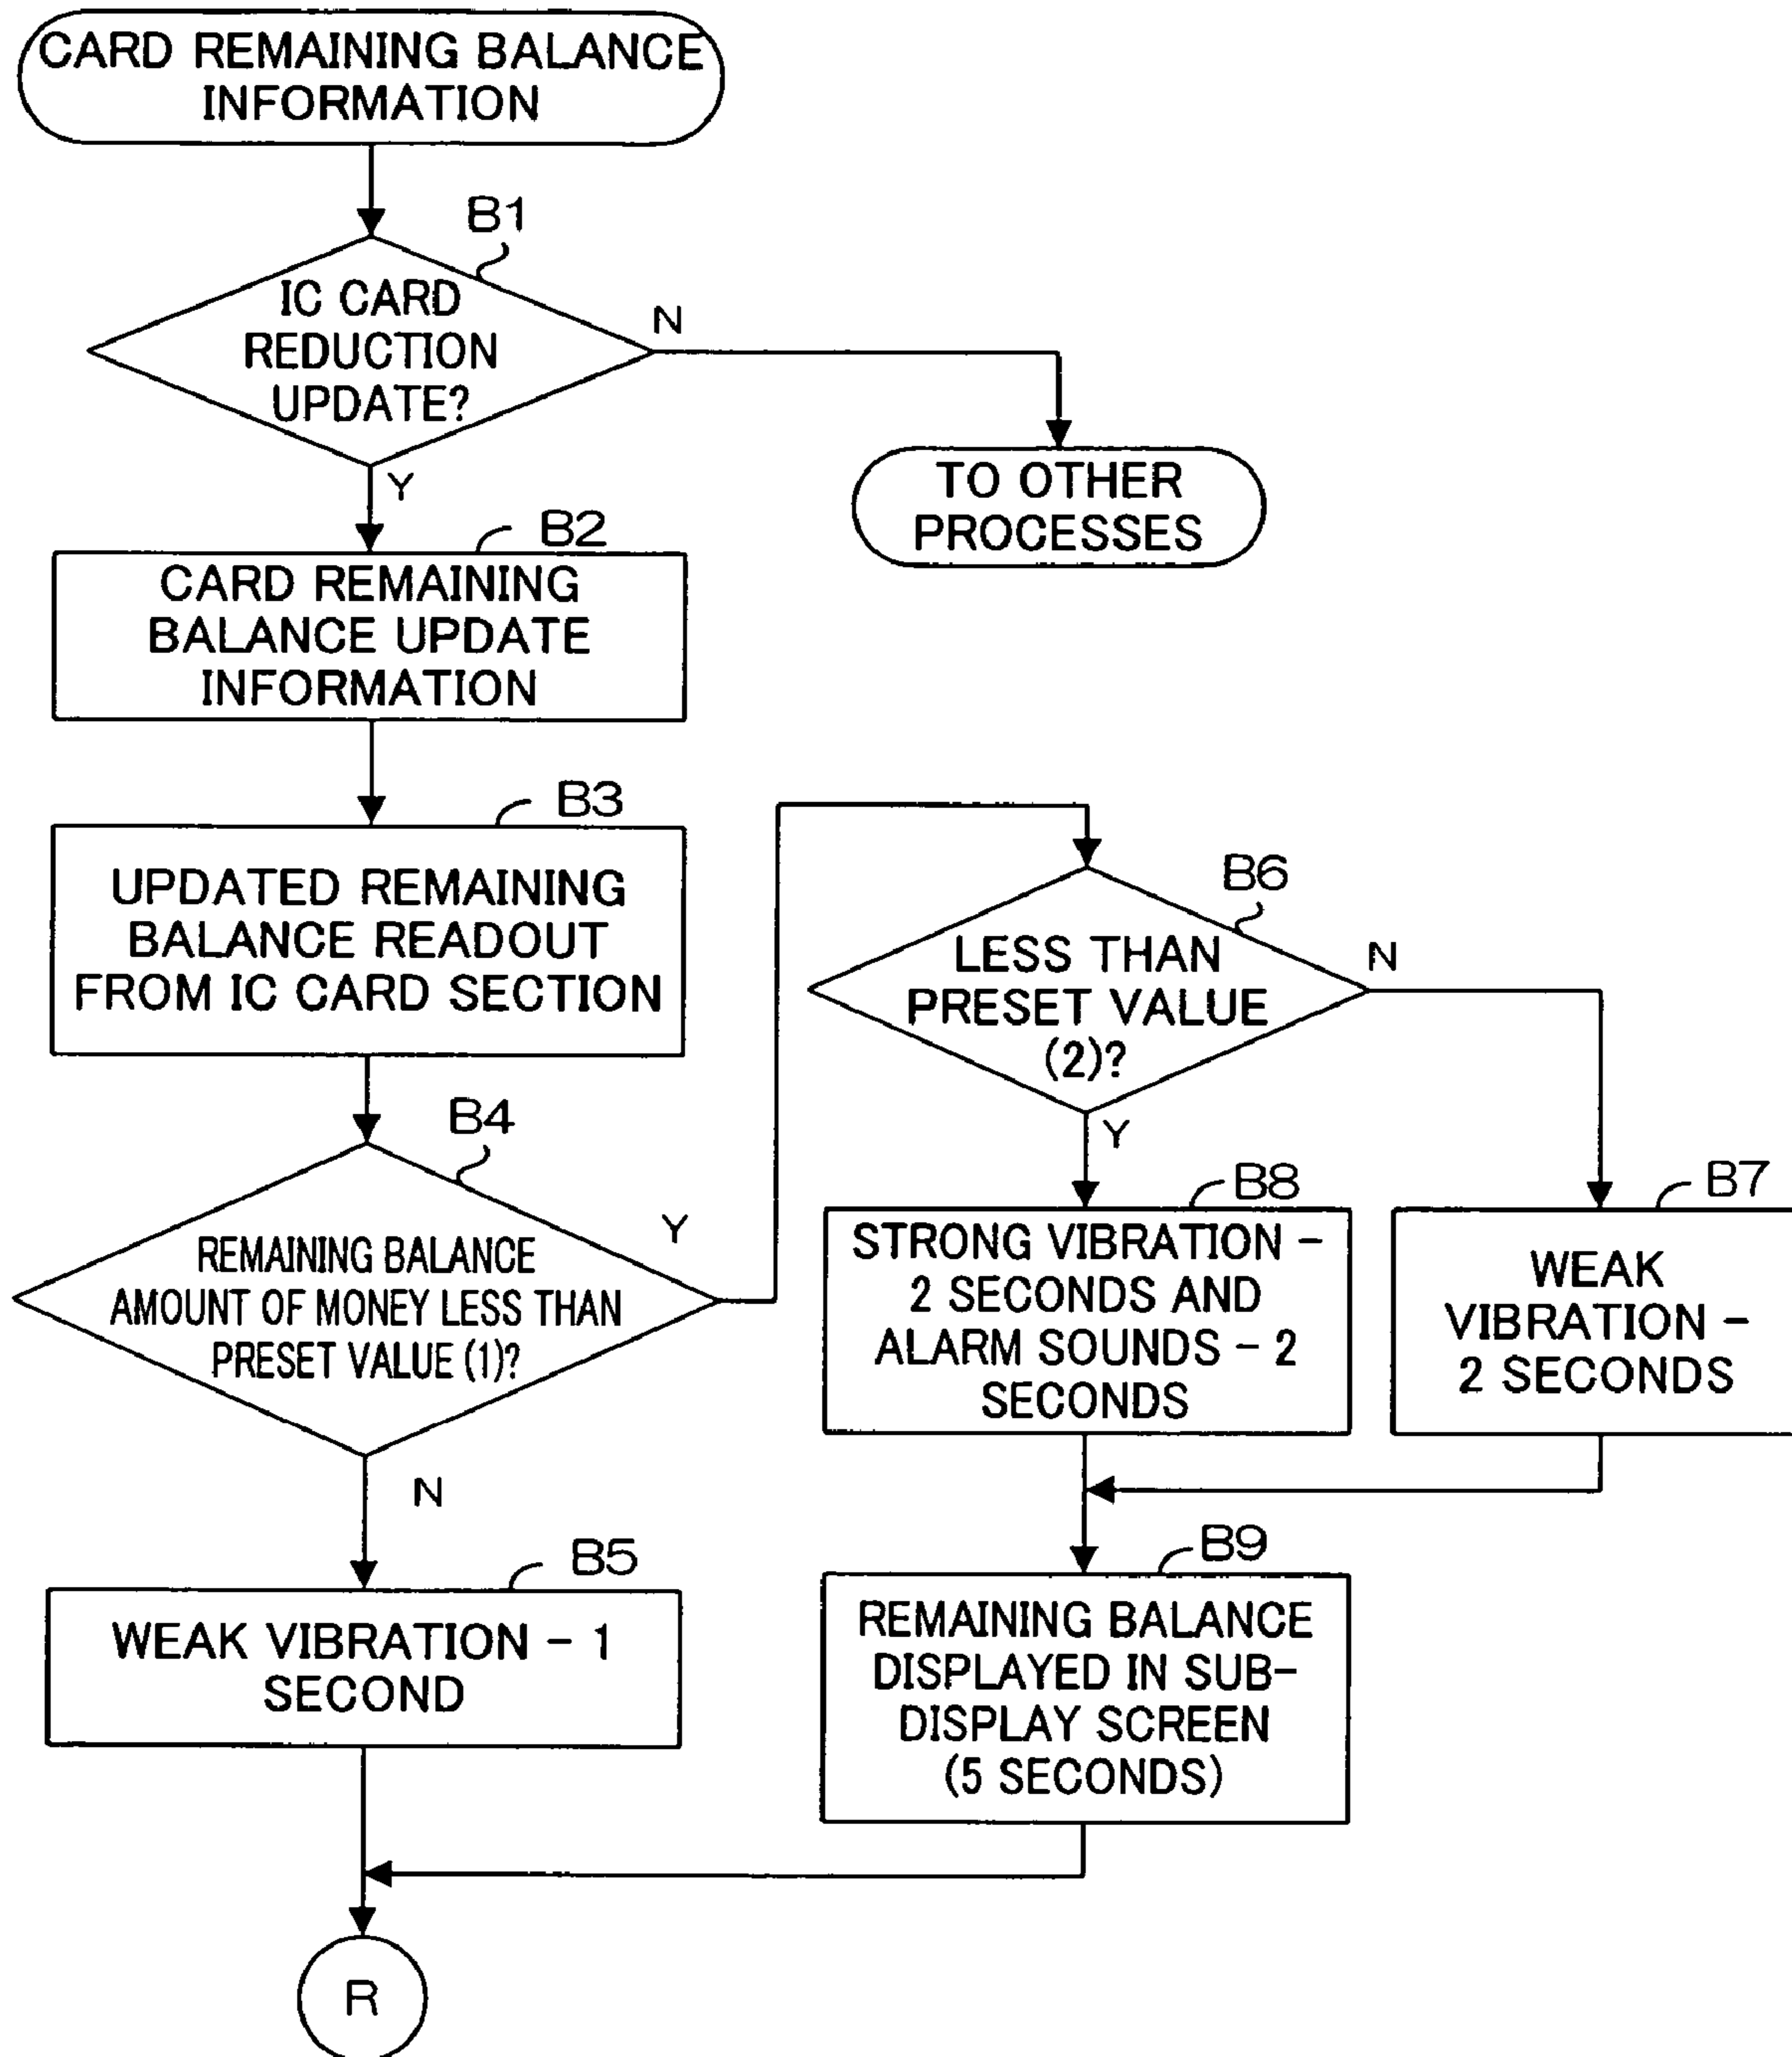 CARD REMAINING BALANCE
INFORMATION
B1
IC CARD
REDUCTION
UPDATE?
N
Y
TO OTHER
PROCESSES
B2
CARD REMAINING
BALANCE UPDATE
INFORMATION
B3
UPDATED REMAINING
BALANCE READOUT
FROM IC CARD SECTION
B4
REMAINING BALANCE
AMOUNT OF MONEY LESS THAN
PRESET VALUE (1)?
Y
N
B5
WEAK VIBRATION - 1
SECOND
B6
LESS THAN
PRESET VALUE
(2)?
N
Y
B8
STRONG VIBRATION -
2 SECONDS AND
ALARM SOUNDS - 2
SECONDS
B7
WEAK
VIBRATION -
2 SECONDS
B9
REMAINING BALANCE
DISPLAYED IN SUB-
DISPLAY SCREEN
(5 SECONDS)
R